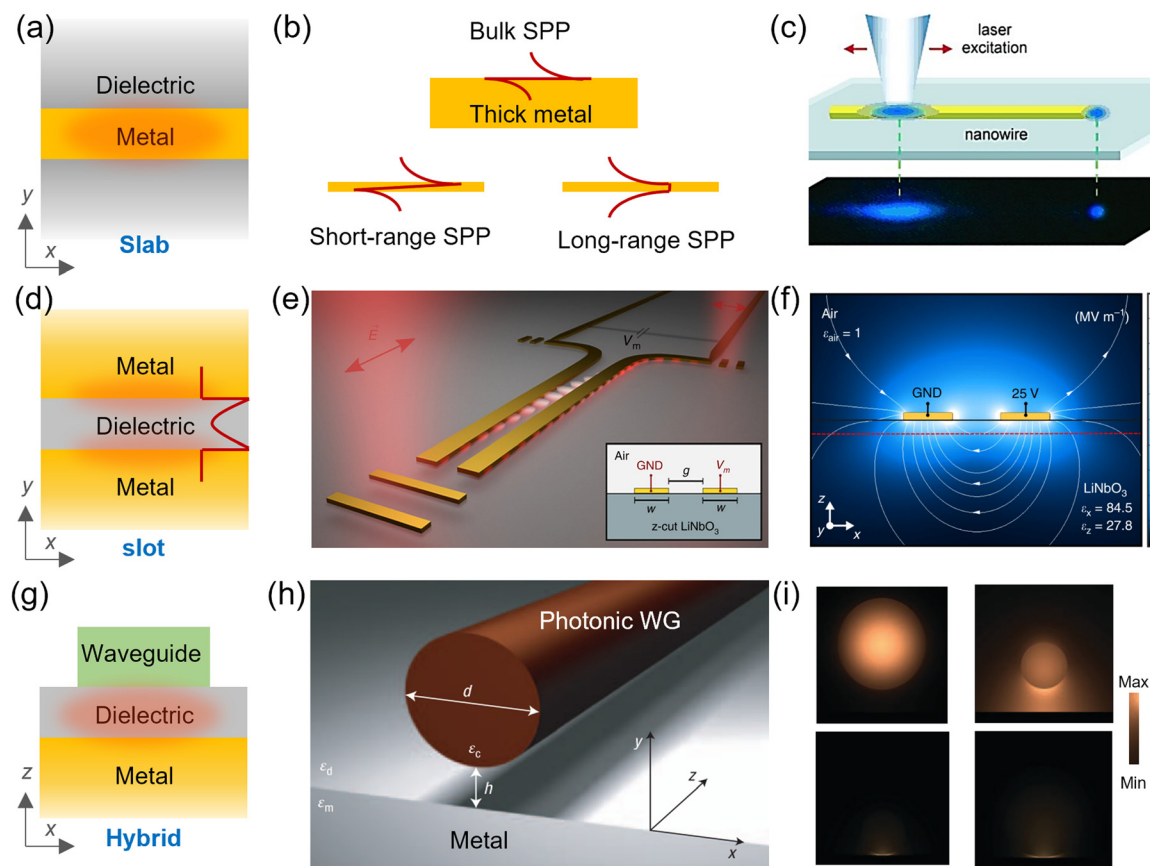 (a)
Dielectric
Metal
y
x
Slab
(b)
Bulk SPP
Thick metal
Short-range SPP
Long-range SPP
(c)
laser
excitation
nanowire
(d)
Metal
Dielectric
Metal
y
x
slot
(e)
E
V_m
Air
GND
g
V_m
w
w
z-cut LiNbO₃
(f)
Air
ε_air = 1
(MV m⁻¹)
GND
25 V
LiNbO₃
ε_x = 84.5
ε_z = 27.8
z
y
x
(g)
Waveguide
Dielectric
Metal
z
x
Hybrid
(h)
Photonic WG
d
ε_c
ε_d
h
ε_m
Metal
y
z
x
(i)
Max
Min